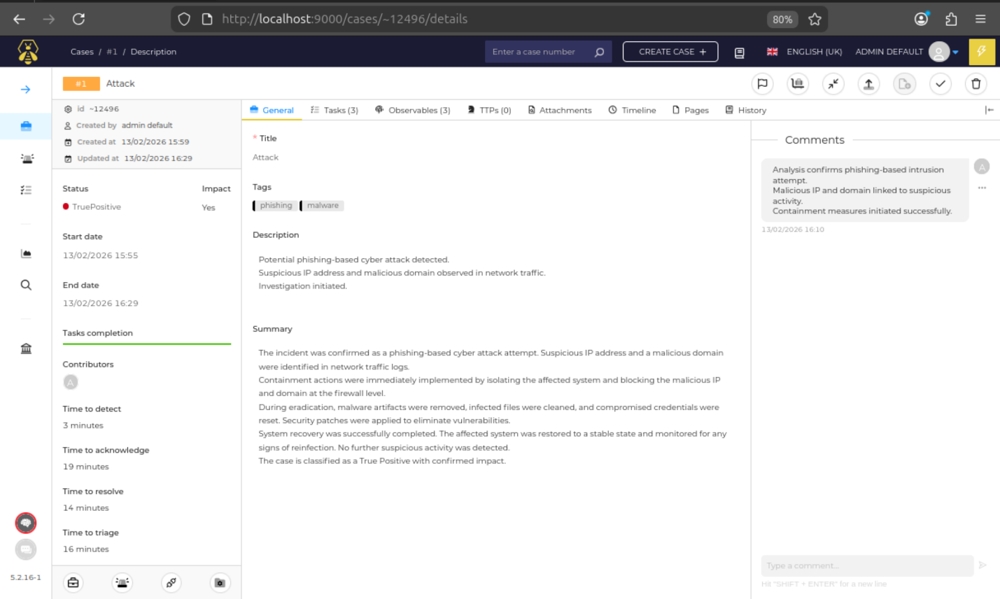 http://localhost:9000/cases/~12496/details
80%
Cases / #1 / Description
Enter a case number
CREATE CASE +
ENGLISH (UK)
ADMIN DEFAULT
#1 Attack
id ~12496
Created by admin default
Created at 13/02/2026 15:59
Updated at 13/02/2026 16:29
Status Impact
TruePositive Yes
Start date
13/02/2026 15:55
End date
13/02/2026 16:29
Tasks completion
Contributors
A
Time to detect
3 minutes
Time to acknowledge
19 minutes
Time to resolve
14 minutes
Time to triage
16 minutes
5.2.16-1
General Tasks (3) Observables (3) TTPs (0) Attachments Timeline Pages History
* Title
Attack
Tags
phishing malware
Description
Potential phishing-based cyber attack detected.
Suspicious IP address and malicious domain observed in network traffic.
Investigation initiated.
Summary
The incident was confirmed as a phishing-based cyber attack attempt. Suspicious IP address and a malicious domain
were identified in network traffic logs.
Containment actions were immediately implemented by isolating the affected system and blocking the malicious IP
and domain at the firewall level.
During eradication, malware artifacts were removed, infected files were cleaned, and compromised credentials were
reset. Security patches were applied to eliminate vulnerabilities.
System recovery was successfully completed. The affected system was restored to a stable state and monitored for any
signs of reinfection. No further suspicious activity was detected.
The case is classified as a True Positive with confirmed impact.
Comments
Analysis confirms phishing-based intrusion
attempt.
Malicious IP and domain linked to suspicious
activity.
Containment measures initiated successfully.
A
13/02/2026 16:10
Type a comment...
Hit "SHIFT + ENTER" for a new line